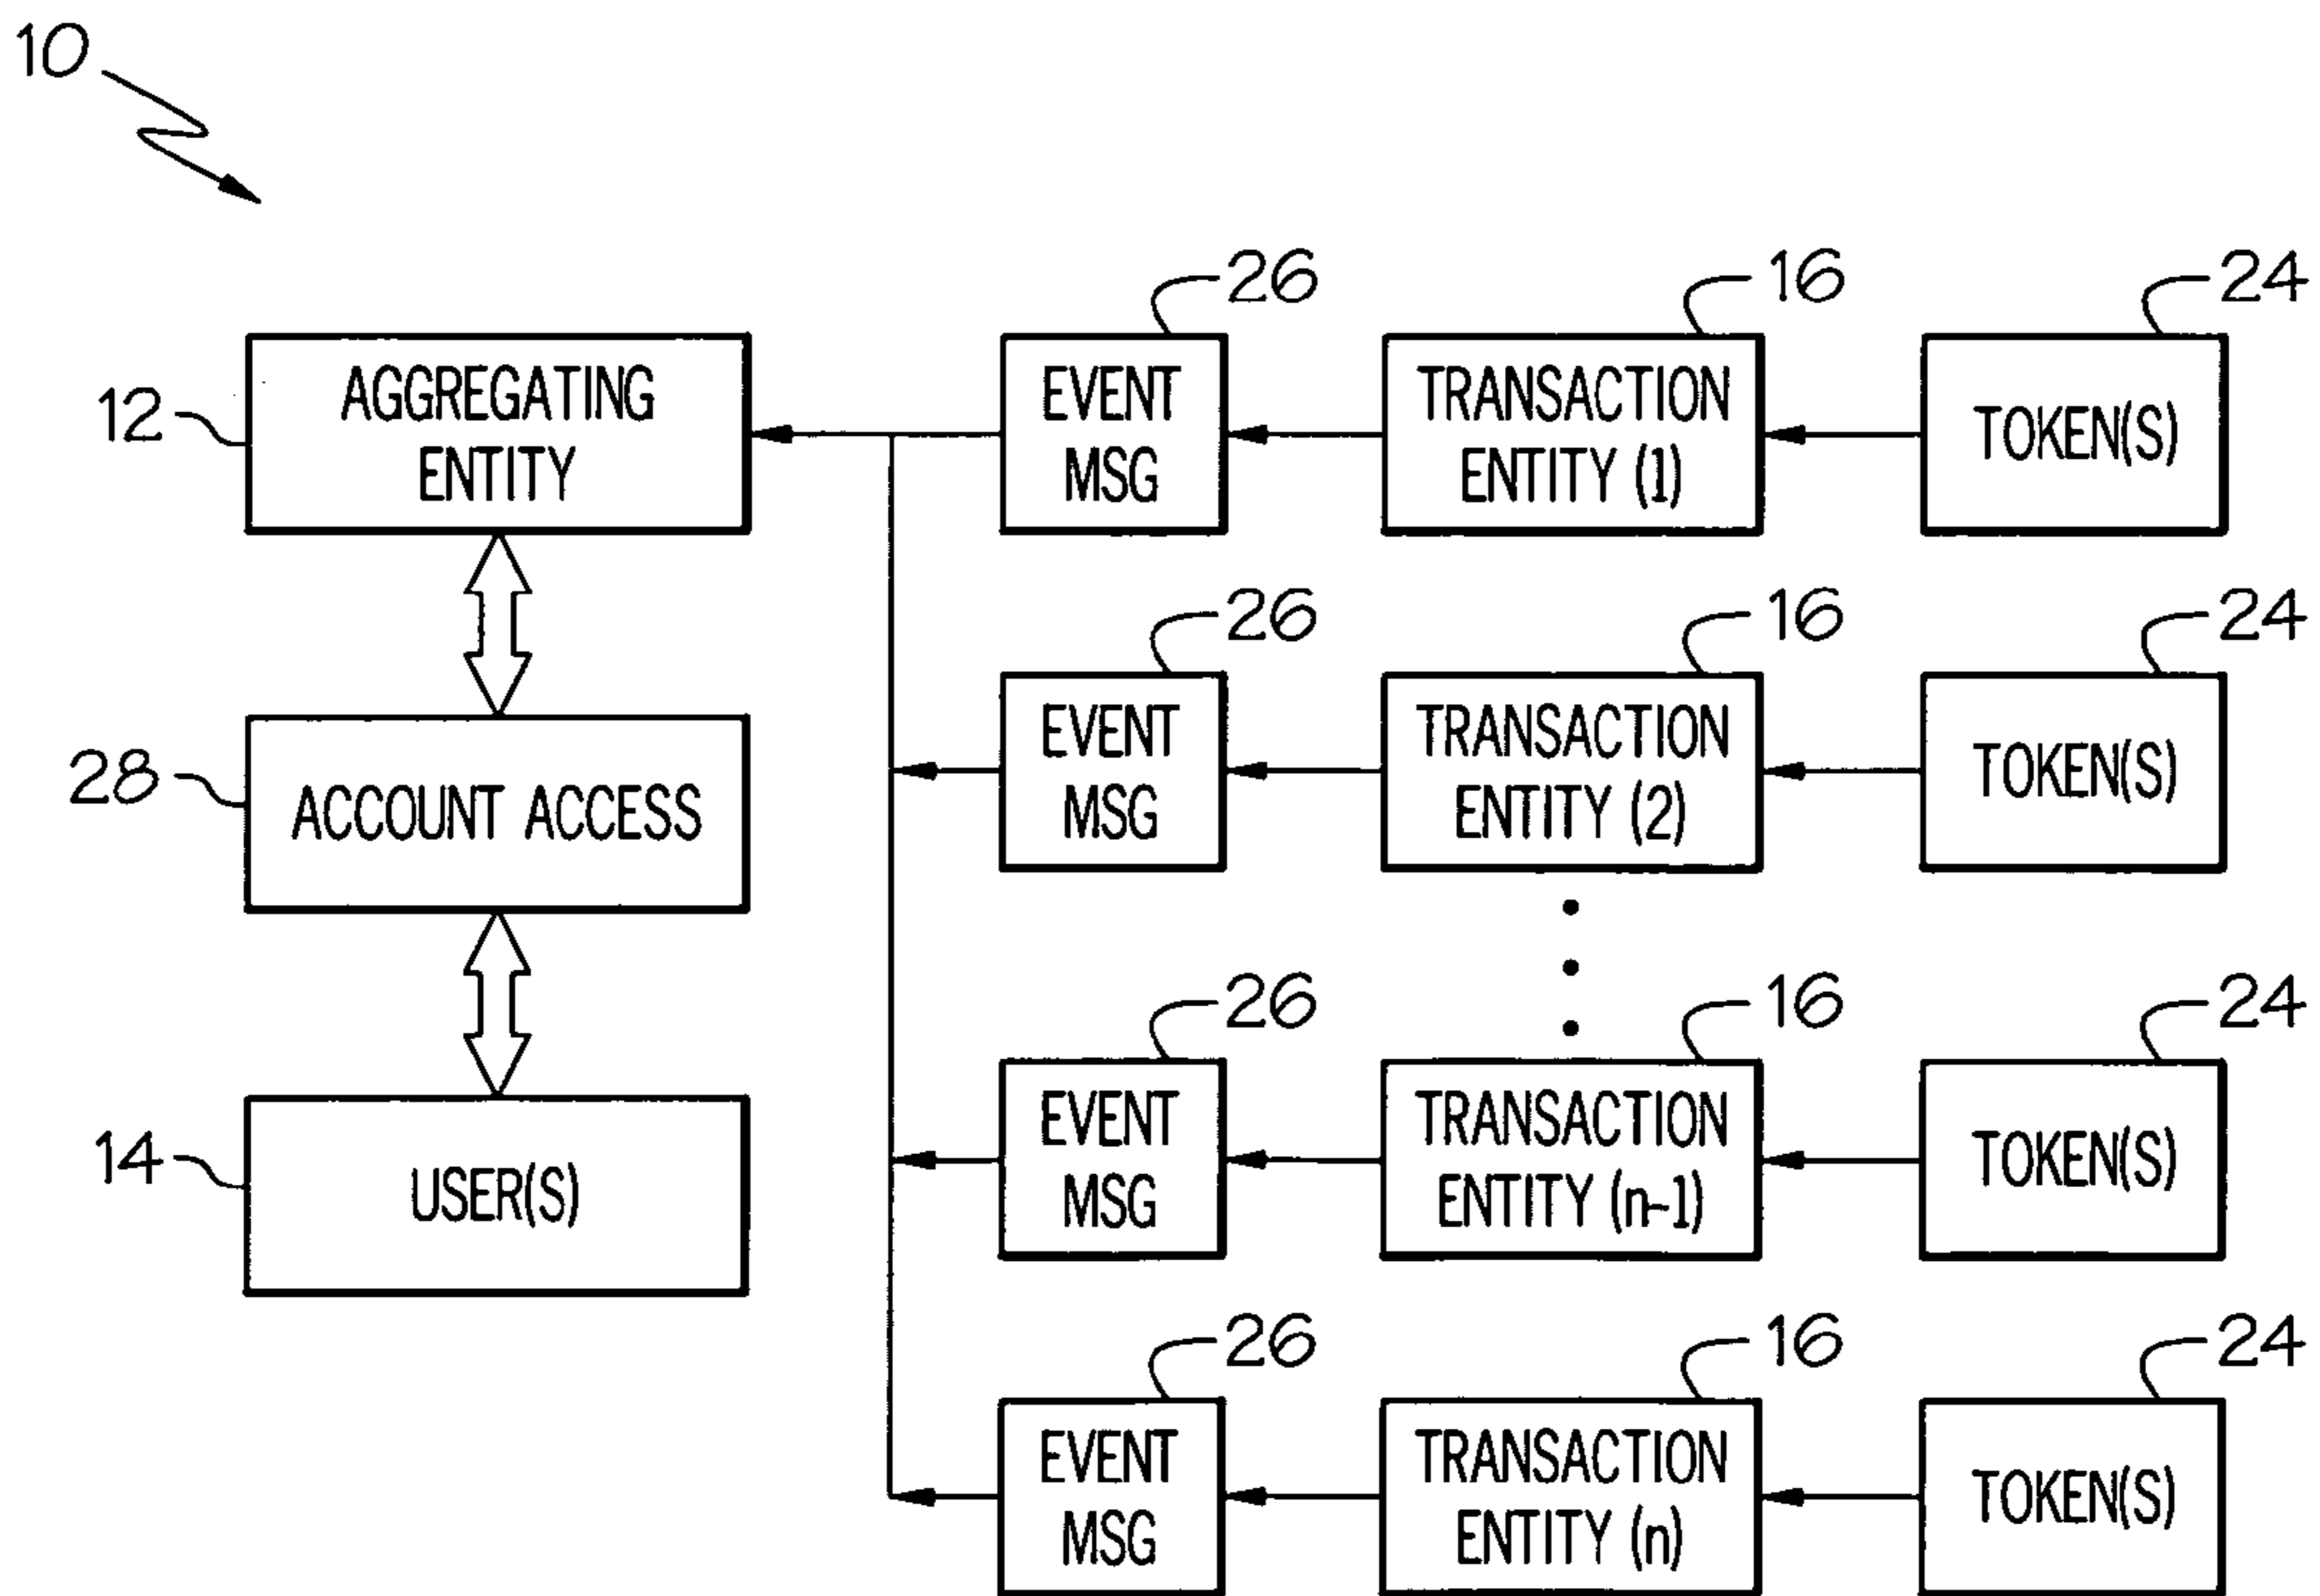 10
26
16
24
12
AGGREGATING
ENTITY
EVENT
MSG
TRANSACTION
ENTITY (1)
TOKEN(S)
26
16
24
28
ACCOUNT ACCESS
EVENT
MSG
TRANSACTION
ENTITY (2)
TOKEN(S)
26
16
24
14
USER(S)
EVENT
MSG
TRANSACTION
ENTITY (n-1)
TOKEN(S)
26
16
24
EVENT
MSG
TRANSACTION
ENTITY (n)
TOKEN(S)